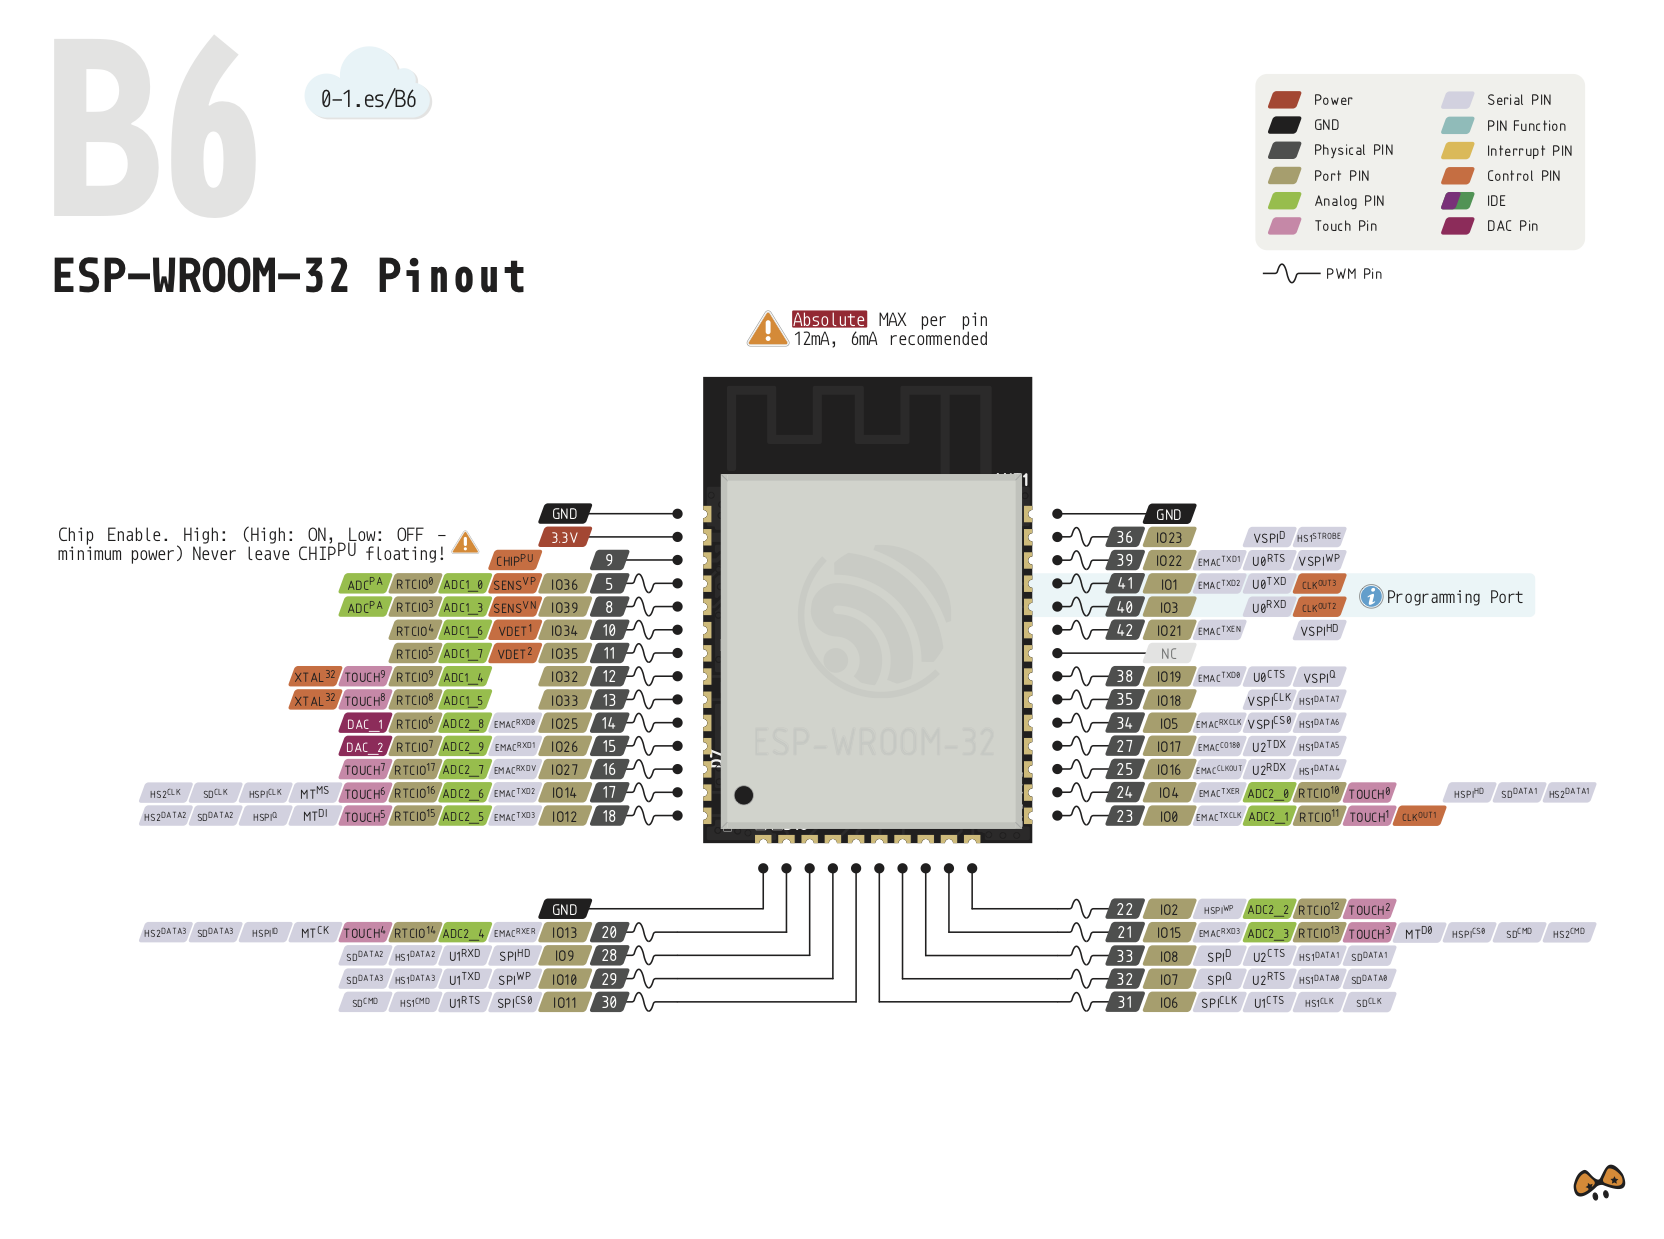 B6
0-1.es/B6
Power
GND
Physical PIN
Port PIN
Analog PIN
Touch Pin
Serial PIN
PIN Function
Interrupt PIN
Control PIN
IDE
DAC Pin
PWM Pin
ESP-WROOM-32 Pinout
Absolute MAX per pin
12mA, 6mA recommended
Chip Enable. High: (High: ON, Low: OFF -
minimum power) Never leave CHIPPU floating!
GND
3.3V
CHIPPU 9
ADCPA RTCIO0 ADC1_0 SENSVP IO36 5
ADCPA RTCIO3 ADC1_3 SENSVN IO39 8
RTCIO4 ADC1_6 VDET1 IO34 10
RTCIO5 ADC1_7 VDET2 IO35 11
XTAL32 TOUCH9 RTCIO9 ADC1_4 IO32 12
XTAL32 TOUCH8 RTCIO8 ADC1_5 IO33 13
DAC_1 RTCIO6 ADC2_8 EMACRXD0 IO25 14
DAC_2 RTCIO7 ADC2_9 EMACRXD1 IO26 15
TOUCH7 RTCIO17 ADC2_7 EMACRXDV IO27 16
HS2CLK SDCLK HSPICLK MTMS TOUCH6 RTCIO16 ADC2_6 EMACTXD2 IO14 17
HS2DATA2 SDDATA2 HSPIQ MTDI TOUCH5 RTCIO15 ADC2_5 EMACTXD3 IO12 18
ESP-WROOM-32
GND
36 IO23 VSPID HS1STROBE
39 IO22 EMACTXD1 U0RTS VSPIWP
41 IO1 EMACTXD2 U0TXD CLKOUT3
40 IO3 U0RXD CLKOUT2
Programming Port
42 IO21 EMACTXEN VSPIHD
NC
38 IO19 EMACTXD0 U0CTS VSPIQ
35 IO18 VSPICLK HS1DATA7
34 IO5 EMACRXCLK VSPICS0 HS1DATA6
27 IO17 EMACCO180 U2TDX HS1DATA5
25 IO16 EMACCLKOUT U2RDX HS1DATA4
24 IO4 EMACTXER ADC2_0 RTCIO10 TOUCH0 HSPIHD SDDATA1 HS2DATA1
23 IO0 EMACTXCLK ADC2_1 RTCIO11 TOUCH1 CLKOUT1
GND
HS2DATA3 SDDATA3 HSPIID MTCK TOUCH4 RTCIO14 ADC2_4 EMACRXER IO13 20
SDDATA2 HS1DATA2 U1RXD SPIHD IO9 28
SDDATA3 HS1DATA3 U1TXD SPIWP IO10 29
SDCMD HS1CMD U1RTS SPICS0 IO11 30
22 IO2 HSPIWP ADC2_2 RTCIO12 TOUCH2
21 IO15 EMACRXD3 ADC2_3 RTCIO13 TOUCH3 MTD0 HSPICS0 SDCMD HS2CMD
33 IO8 SPID U2CTS HS1DATA1 SDDATA1
32 IO7 SPIQ U2RTS HS1DATA0 SDDATA0
31 IO6 SPICLK U1CTS HS1CLK SDCLK